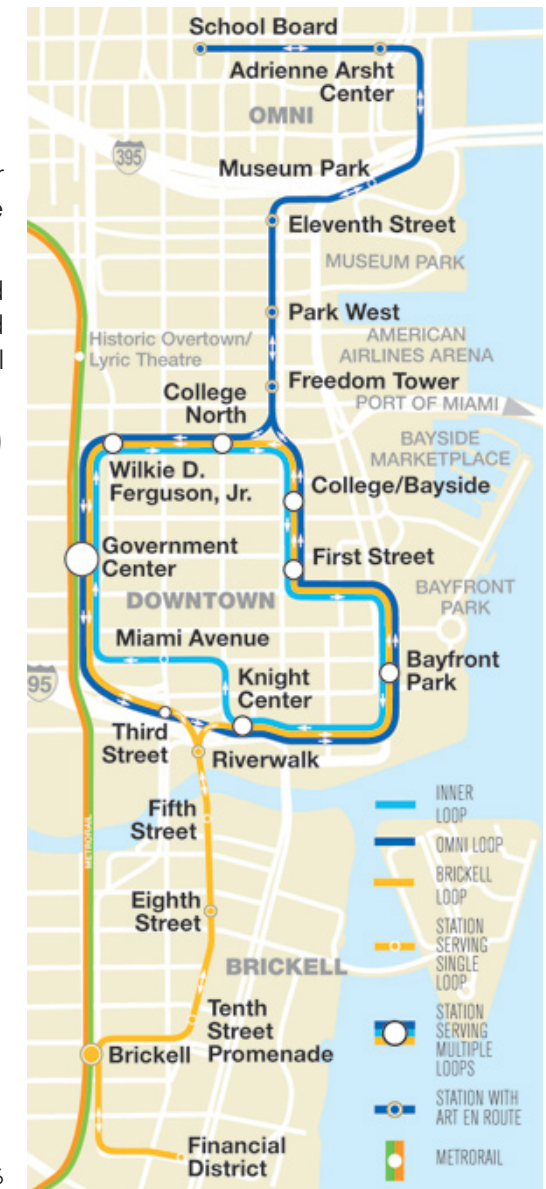 School Board
Adrienne Arsht
Center
OMNI
395
Museum Park
Eleventh Street
MUSEUM PARK
Park West
Historic Overtown/
Lyric Theatre
AMERICAN
AIRLINES ARENA
Freedom Tower
College
North
PORT OF MIAMI
BAYSIDE
MARKETPLACE
Wilkie D.
Ferguson, Jr.
College/Bayside
Government
Center
First Street
DOWNTOWN
BAYFRONT
PARK
Miami Avenue
Bayfront
Park
95
Knight
Center
Third
Street
Riverwalk
Fifth
Street
METRORAIL
Eighth
Street
BRICKELL
Tenth
Street
Promenade
Brickell
Financial
District
INNER
LOOP
OMNI LOOP
BRICKELL
LOOP
STATION
SERVING
SINGLE
LOOP
STATION
SERVING
MULTIPLE
LOOPS
STATION WITH
ART EN ROUTE
METRORAIL